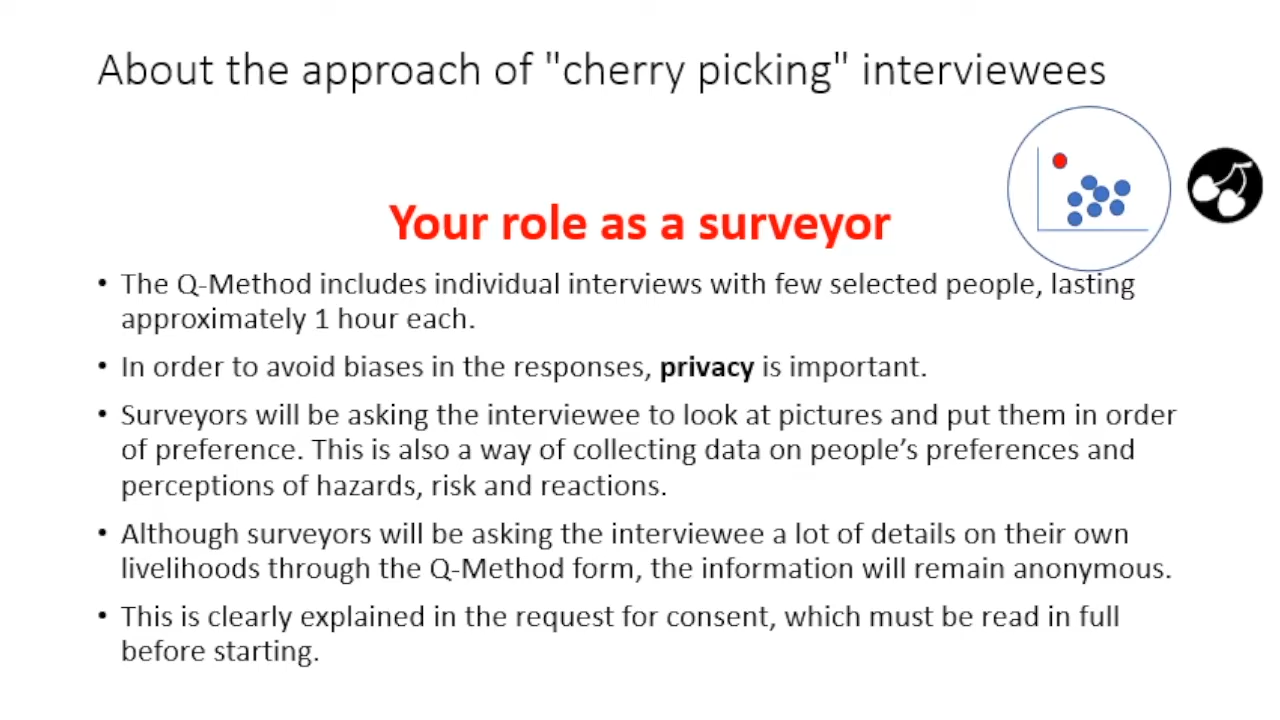 About the approach of "cherry picking" interviewees
Your role as a surveyor
• The Q-Method includes individual interviews with few selected people, lasting
approximately 1 hour each.
• In order to avoid biases in the responses, privacy is important.
• Surveyors will be asking the interviewee to look at pictures and put them in order
of preference. This is also a way of collecting data on people’s preferences and
perceptions of hazards, risk and reactions.
• Although surveyors will be asking the interviewee a lot of details on their own
livelihoods through the Q-Method form, the information will remain anonymous.
• This is clearly explained in the request for consent, which must be read in full
before starting.